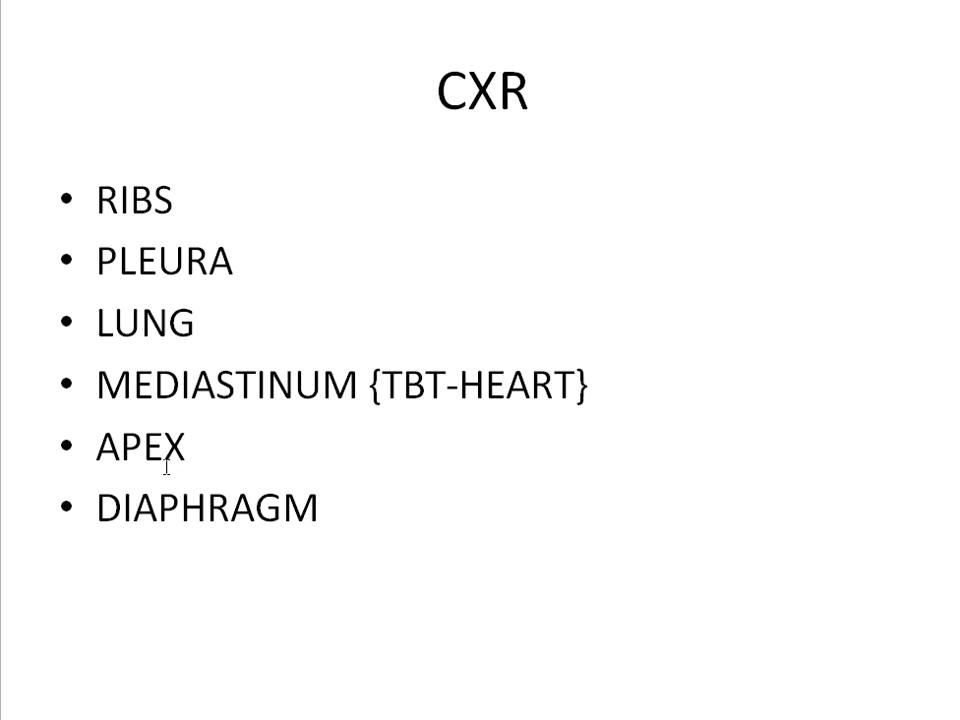 CXR
• RIBS
• PLEURA
• LUNG
• MEDIASTINUM {TBT-HEART}
• APEX
• DIAPHRAGM